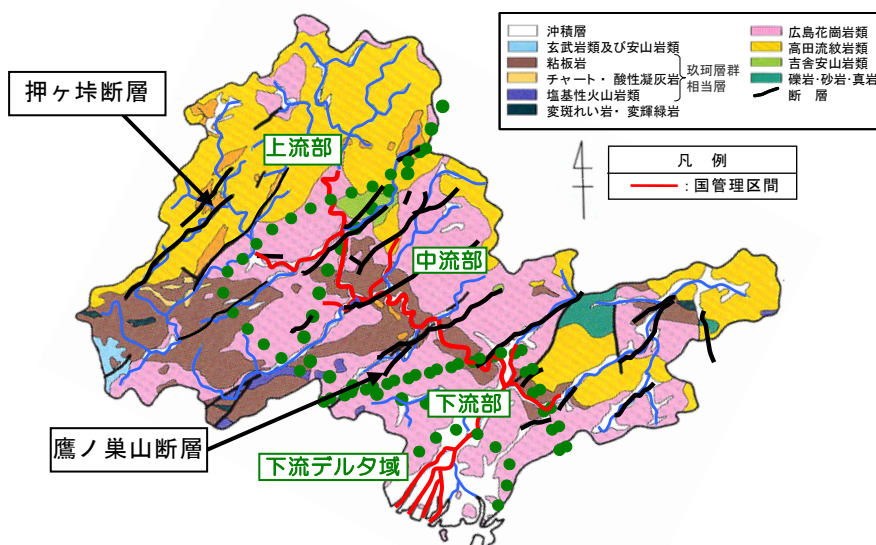 沖積層
玄武岩類及び安山岩類
粘板岩
チャート・酸性凝灰岩
塩基性火山岩類
変斑れい岩・変輝緑岩
玖珂層群
相当層
広島花崗岩類
高田流紋岩類
吉舎安山岩類
礫岩・砂岩・真岩
断 層
凡 例
:国管理区間
押ヶ垰断層
上流部
中流部
下流部
鷹ノ巣山断層
下流デルタ域